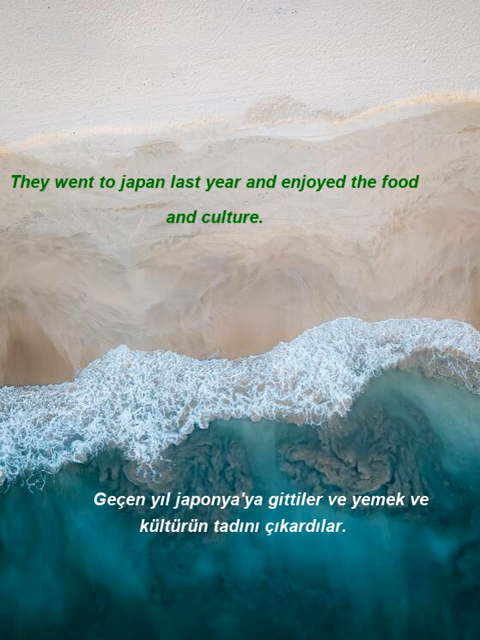 They went to japan last year and enjoyed the food
and culture.
Geçen yıl japonya'ya gittiler ve yemek ve
kültürün tadını çıkardılar.